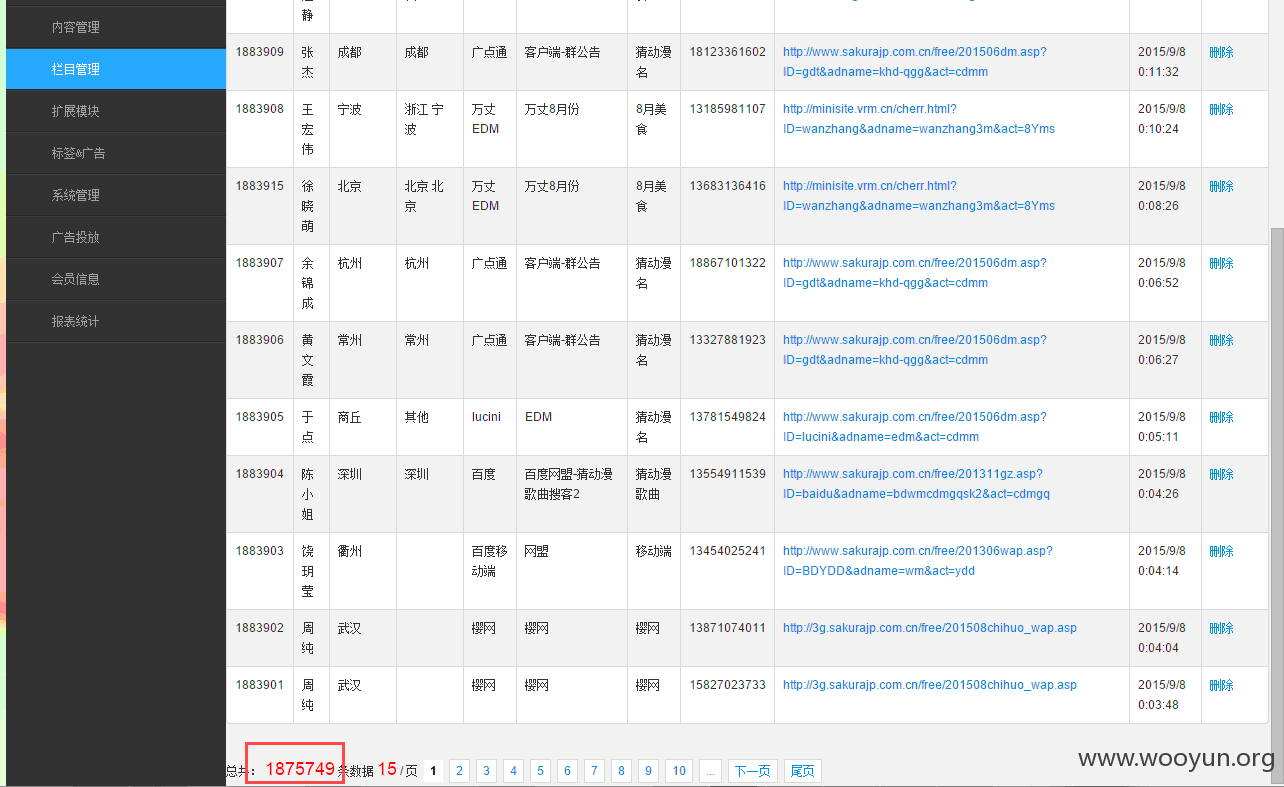 静
内容管理
栏目管理
扩展模块
标签&广告
系统管理
广告投放
会员信息
报表统计
1883909 张 成都 成都 广点通 客户端-群公告 猜动漫 18123361602 http://www.sakurajp.com.cn/free/201506dm.asp? 2015/9/8 删除
杰 名 ID=gdt&adname=khd-qgg&act=cdmm 0:11:32
1883908 王 宁波 浙江 宁 万丈 万丈8月份 8月美 13185981107 http://minisite.vrm.cn/cherr.html? 2015/9/8 删除
宏 波 EDM 食 ID=wanzhang&adname=wanzhang3m&act=8Yms 0:10:24
伟
1883915 徐 北京 北京 北 万丈 万丈8月份 8月美 13683136416 http://minisite.vrm.cn/cherr.html? 2015/9/8 删除
晓 京 EDM 食 ID=wanzhang&adname=wanzhang3m&act=8Yms 0:08:26
萌
1883907 余 杭州 杭州 广点通 客户端-群公告 猜动漫 18867101322 http://www.sakurajp.com.cn/free/201506dm.asp? 2015/9/8 删除
锦 名 ID=gdt&adname=khd-qgg&act=cdmm 0:06:52
成
1883906 黄 常州 常州 广点通 客户端-群公告 猜动漫 13327881923 http://www.sakurajp.com.cn/free/201506dm.asp? 2015/9/8 删除
文 名 ID=gdt&adname=khd-qgg&act=cdmm 0:06:27
霞
1883905 于 商丘 其他 lucini EDM 猜动漫 13781549824 http://www.sakurajp.com.cn/free/201506dm.asp? 2015/9/8 删除
点 名 ID=lucini&adname=edm&act=cdmm 0:05:11
1883904 陈 深圳 深圳 百度 百度网盟-猜动漫 猜动漫 13554911539 http://www.sakurajp.com.cn/free/201311gz.asp? 2015/9/8 删除
小 歌曲搜客2 歌曲 ID=baidu&adname=bdwmcdmgqsk2&act=cdmgq 0:04:26
姐
1883903 饶 衢州 百度移 网盟 移动端 13454025241 http://www.sakurajp.com.cn/free/201306wap.asp? 2015/9/8 删除
玥 动端 ID=BDYDD&adname=wm&act=ydd 0:04:14
莹
1883902 周 武汉 樱网 樱网 樱网 13871074011 http://3g.sakurajp.com.cn/free/201508chihuo_wap.asp 2015/9/8 删除
纯 0:04:04
1883901 周 武汉 樱网 樱网 樱网 15827023733 http://3g.sakurajp.com.cn/free/201508chihuo_wap.asp 2015/9/8 删除
纯 0:03:48
总共：1875749 条数据 15 / 页 1 2 3 4 5 6 7 8 9 10 ... 下一页 尾页
www.wooyun.org